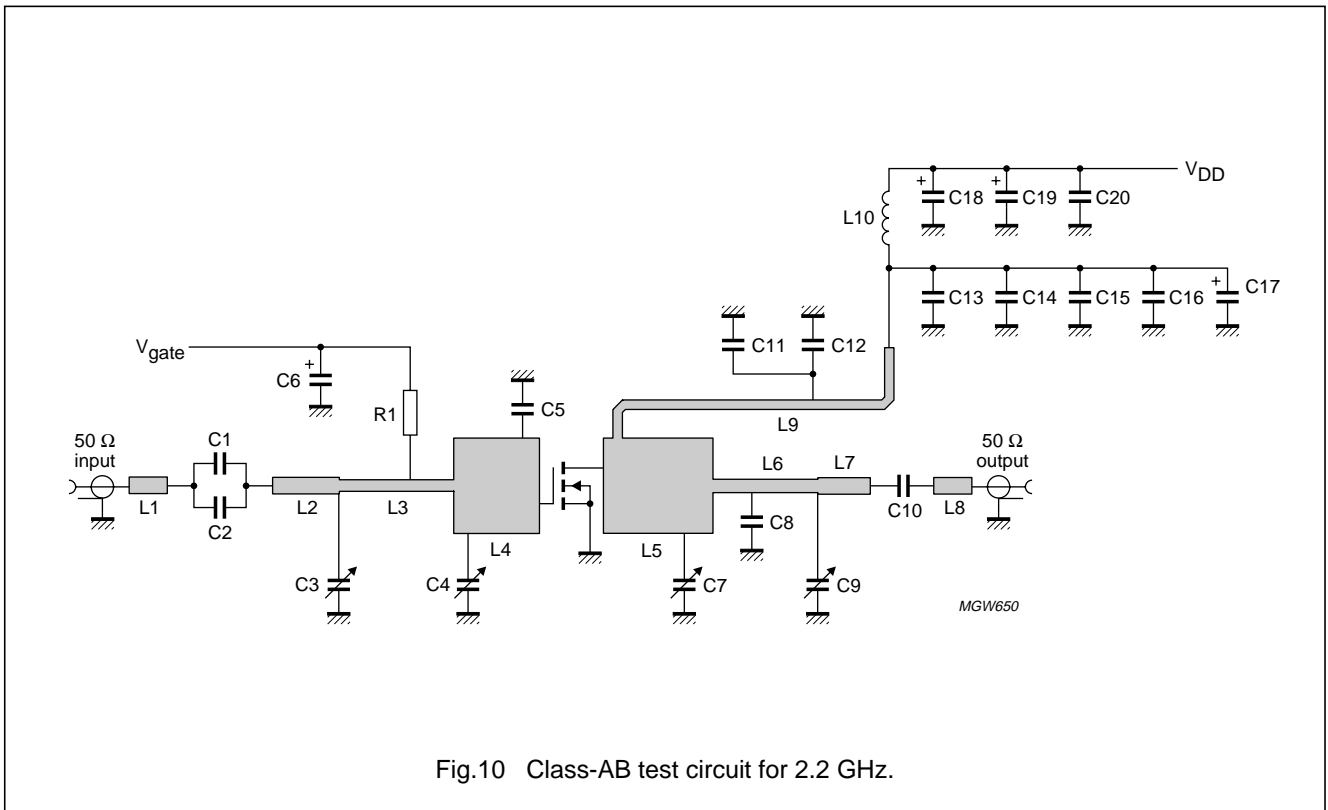 VDD
C18
C19
C20
L10
C13
C14
C15
C16
C17
C11
C12
Vgate
C6
R1
C5
L9
50 Ω
input
C1
L1
C2
L2
L3
L4
L5
L6
L7
C8
C10
L8
50 Ω
output
C3
C4
C7
C9
MGW650
Fig.10 Class-AB test circuit for 2.2 GHz.